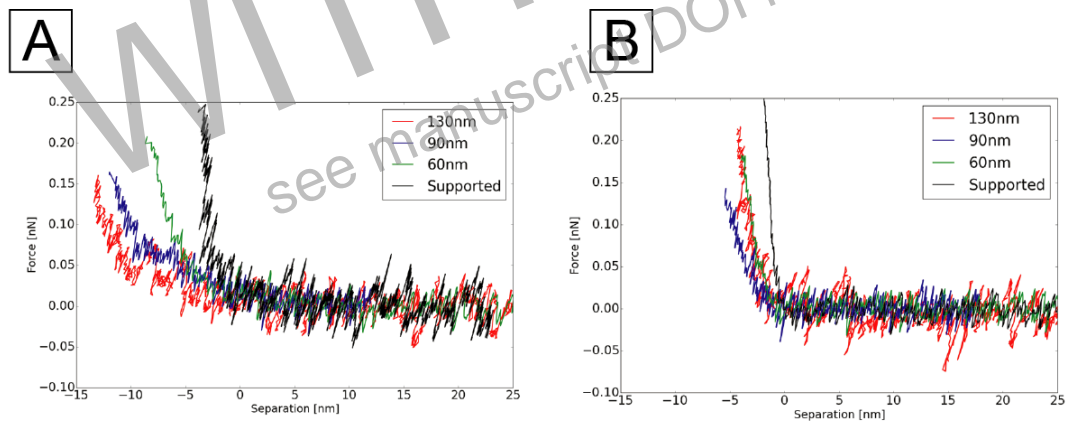 A
B
WITH
see manuscript DOI
0.25
0.20
0.15
0.10
0.05
0.00
−0.05
−0.10
−15
−10
−5
0
5
10
15
20
25
Force [nN]
Separation [nm]
130nm
90nm
60nm
Supported
0.25
0.20
0.15
0.10
0.05
0.00
−0.05
−0.10
−15
−10
−5
0
5
10
15
20
25
Force [nN]
Separation [nm]
130nm
90nm
60nm
Supported